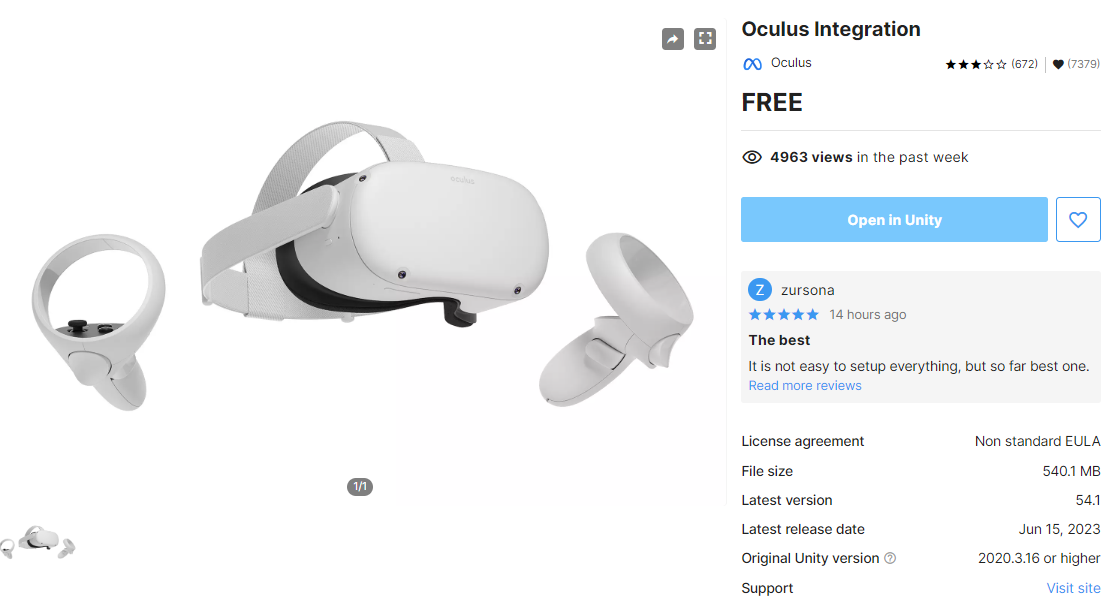 Oculus Integration
Oculus
(672)
(7379)
FREE
4963 views in the past week
Open in Unity
Z zursona
14 hours ago
The best
It is not easy to setup everything, but so far best one.
Read more reviews
License agreement Non standard EULA
File size 540.1 MB
Latest version 54.1
Latest release date Jun 15, 2023
Original Unity version ? 2020.3.16 or higher
Support Visit site
oculus
1/1